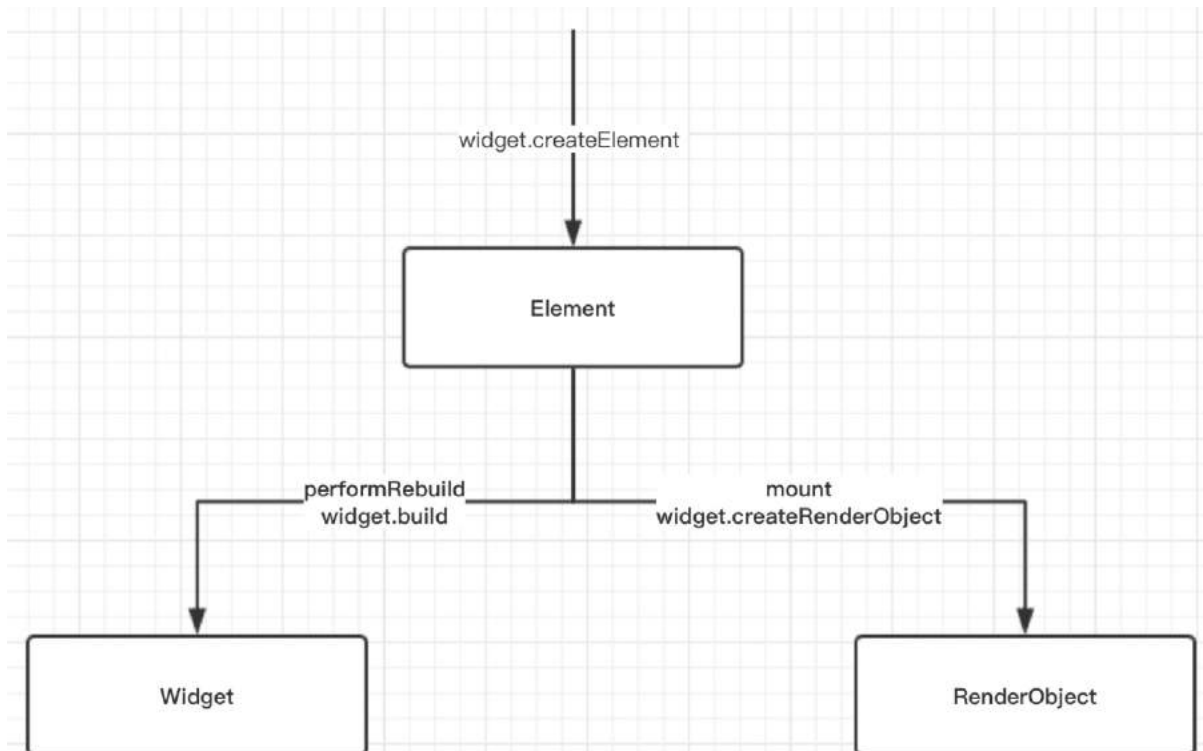 widget.createElement
Element
performRebuild
widget.build
mount
widget.createRenderObject
Widget
RenderObject